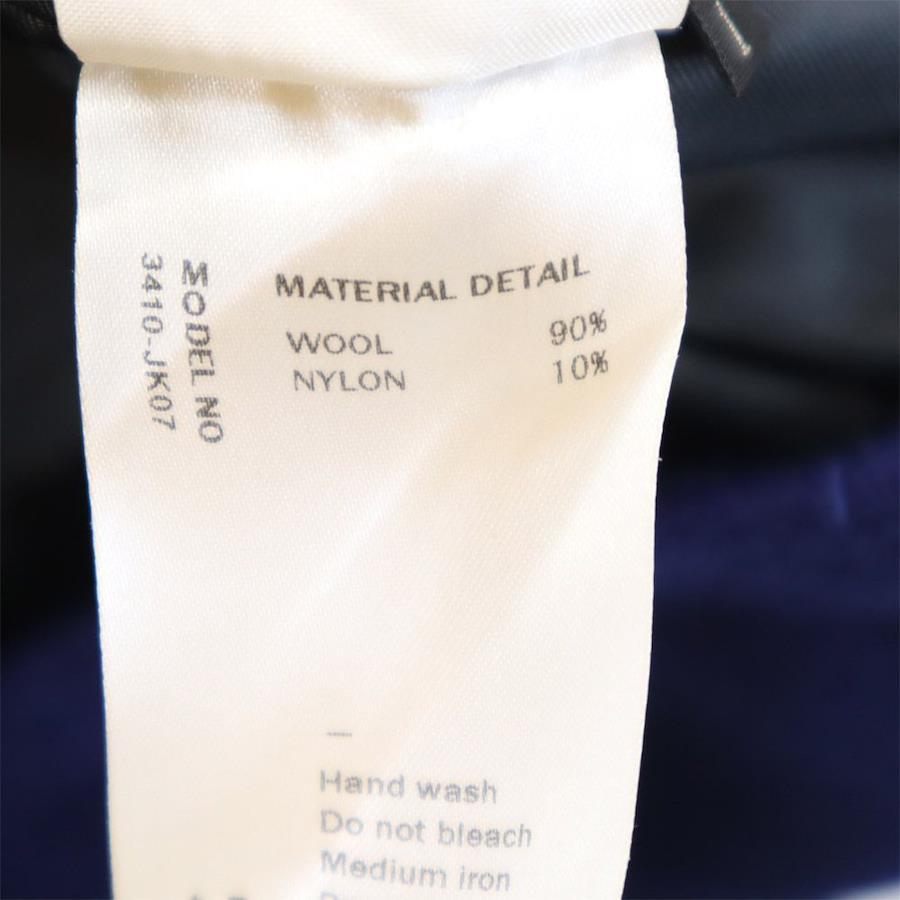 MODEL NO
3410-JK07
MATERIAL DETAIL
WOOL 90%
NYLON 10%
Hand wash
Do not bleach
Medium iron